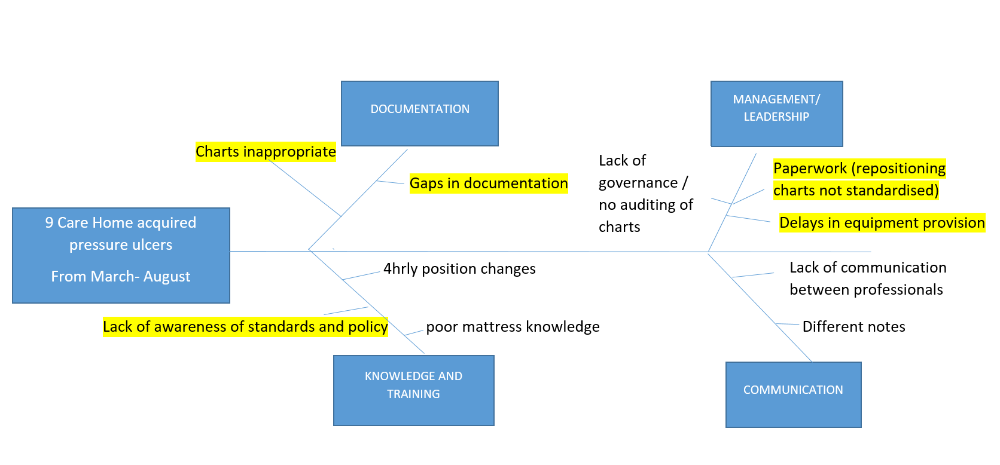 DOCUMENTATION
MANAGEMENT/
LEADERSHIP
Charts inappropriate
Gaps in documentation
Lack of
governance /
no auditing of
charts
Paperwork (repositioning
charts not standardised)
Delays in equipment provision
9 Care Home acquired
pressure ulcers
From March- August
4hrly position changes
Lack of awareness of standards and policy
poor mattress knowledge
Lack of communication
between professionals
Different notes
KNOWLEDGE AND
TRAINING
COMMUNICATION